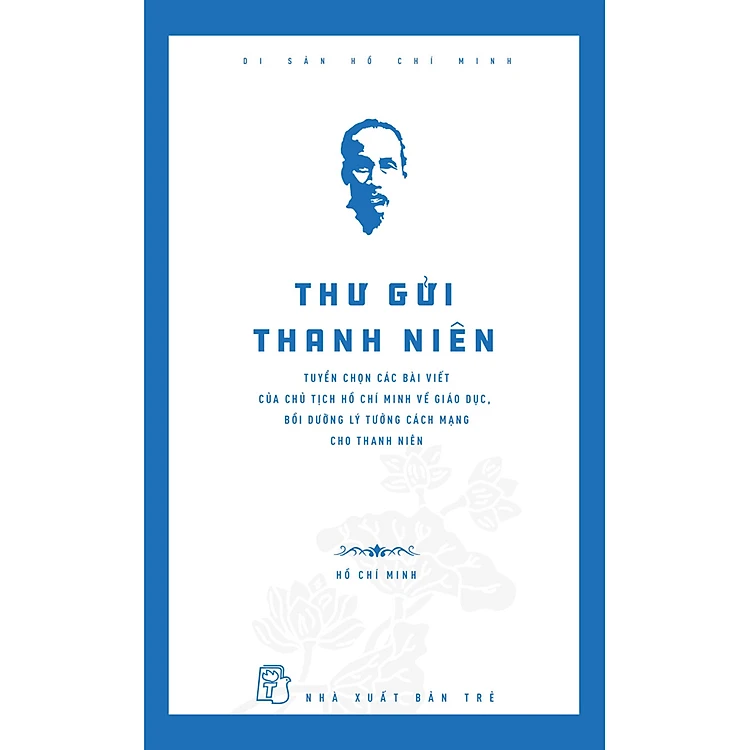 DI SẢN HỒ CHÍ MINH
THƯ GỬI
THANH NIÊN
TUYỂN CHỌN CÁC BÀI VIẾT
CỦA CHỦ TỊCH HỒ CHÍ MINH VỀ GIÁO DỤC,
BỒI DƯỠNG LÝ TƯỞNG CÁCH MẠNG
CHO THANH NIÊN
HỒ CHÍ MINH
T
NHÀ XUẤT BẢN TRẺ